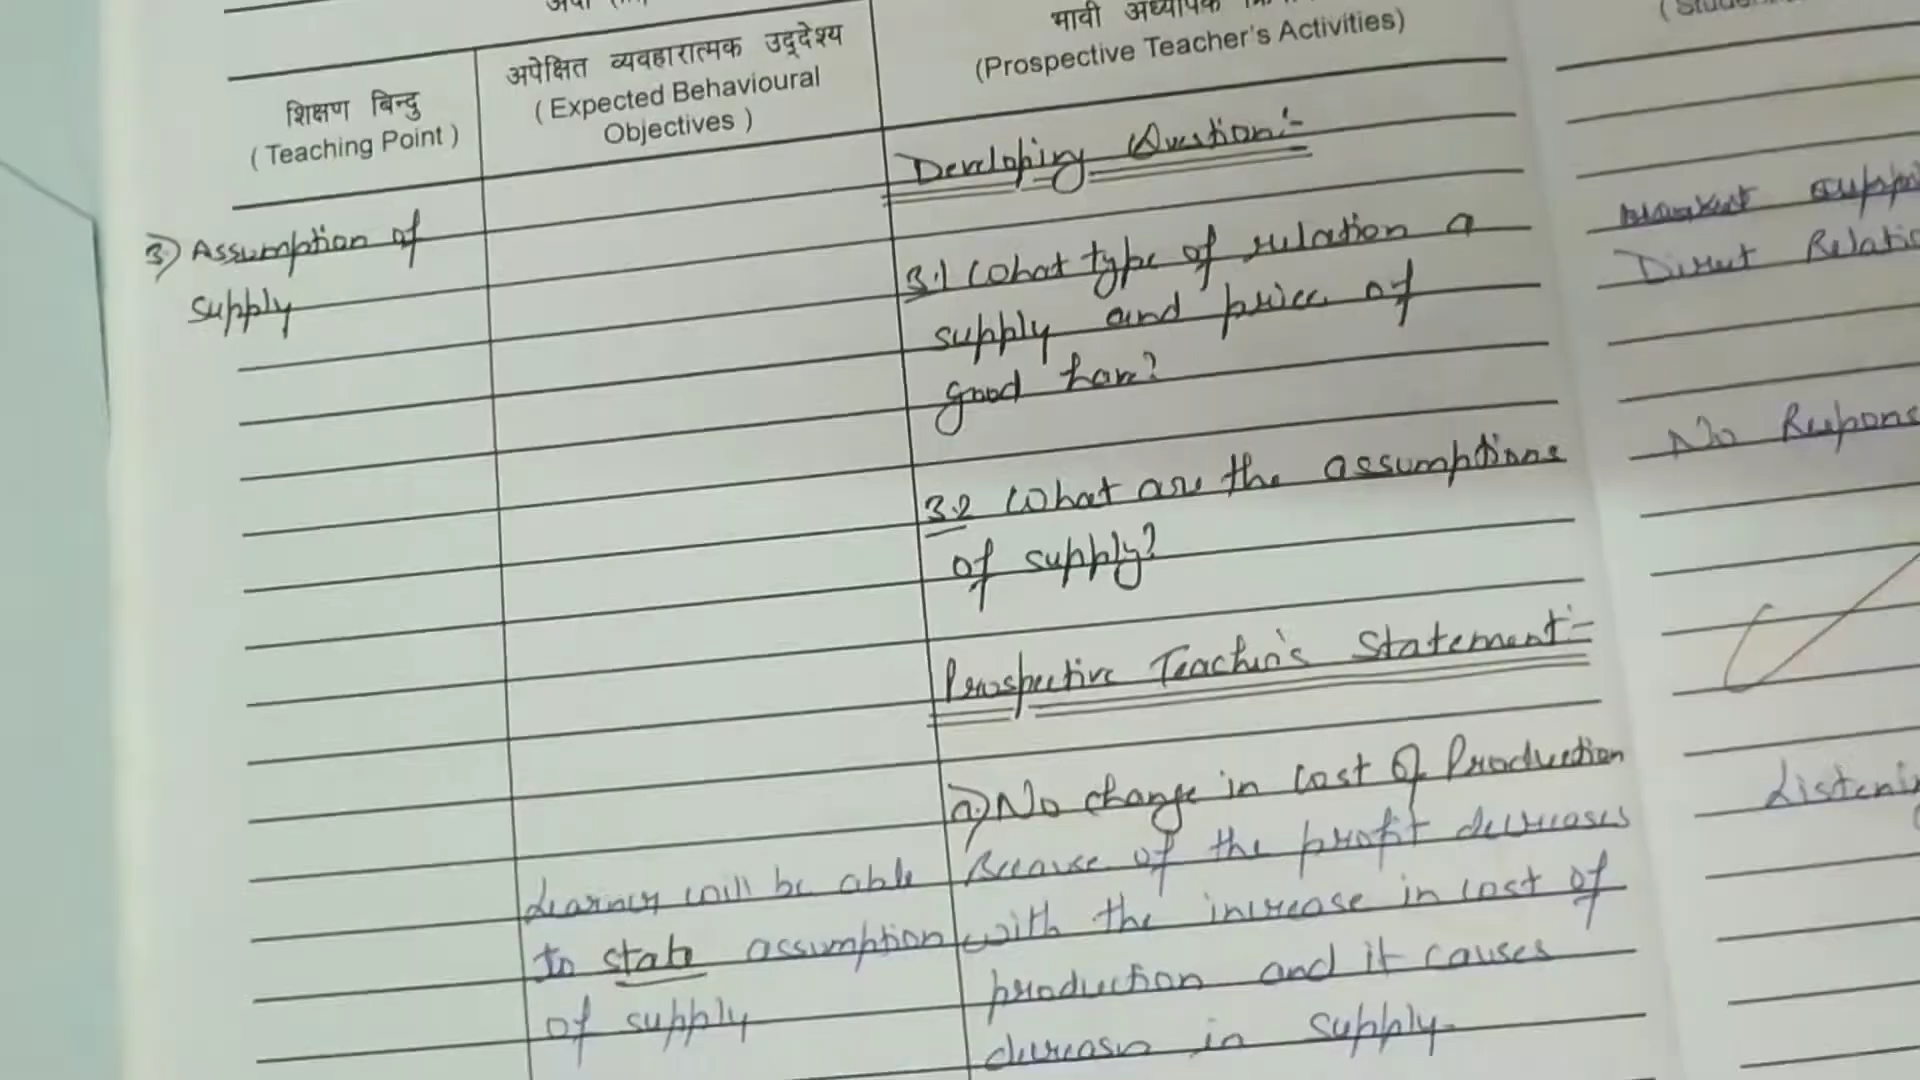 शिक्षण बिन्दु
( Teaching Point )
अपेक्षित व्यवहारात्मक उद्देश्य
( Expected Behavioural
Objectives )
भावी अध्यापक
(Prospective Teacher's Activities)
Developing Question:-
3) Assumption of
supply
3.1 What type of relation a
supply and price of
good have?
Direct
3.2 What are the assumptions
of supply?
No
Prospective Teacher's Statement:-
a) No change in cost of Production
Because of the profit decreases
with the increase in cost of
production and it causes
decreases in supply.
Learner will be able
to state assumption
of supply